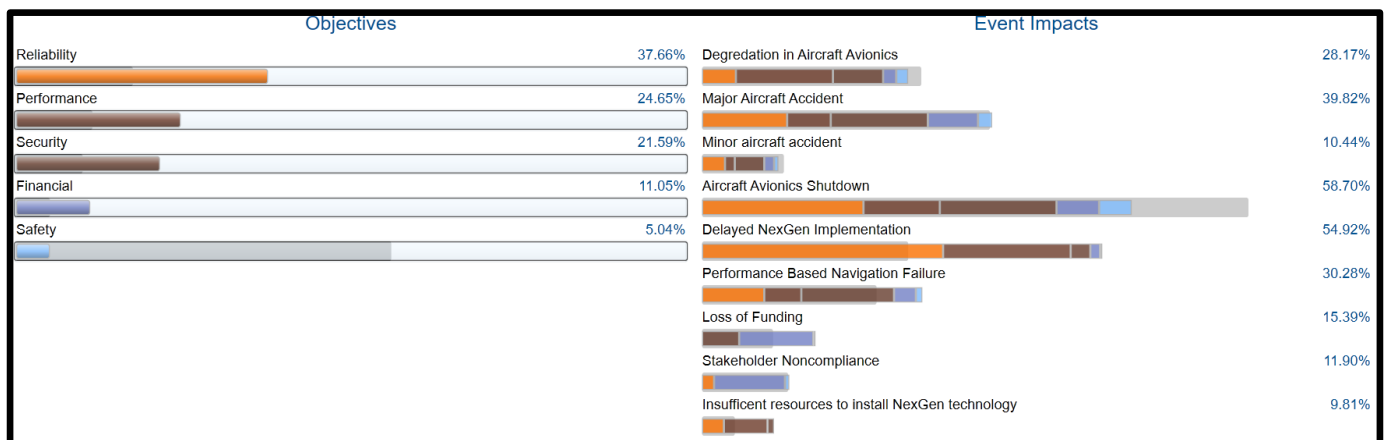 Objectives
Reliability 37.66%
Performance 24.65%
Security 21.59%
Financial 11.05%
Safety 5.04%
Event Impacts
Degredation in Aircraft Avionics 28.17%
Major Aircraft Accident 39.82%
Minor aircraft accident 10.44%
Aircraft Avionics Shutdown 58.70%
Delayed NexGen Implementation 54.92%
Performance Based Navigation Failure 30.28%
Loss of Funding 15.39%
Stakeholder Noncompliance 11.90%
Insufficent resources to install NexGen technology 9.81%